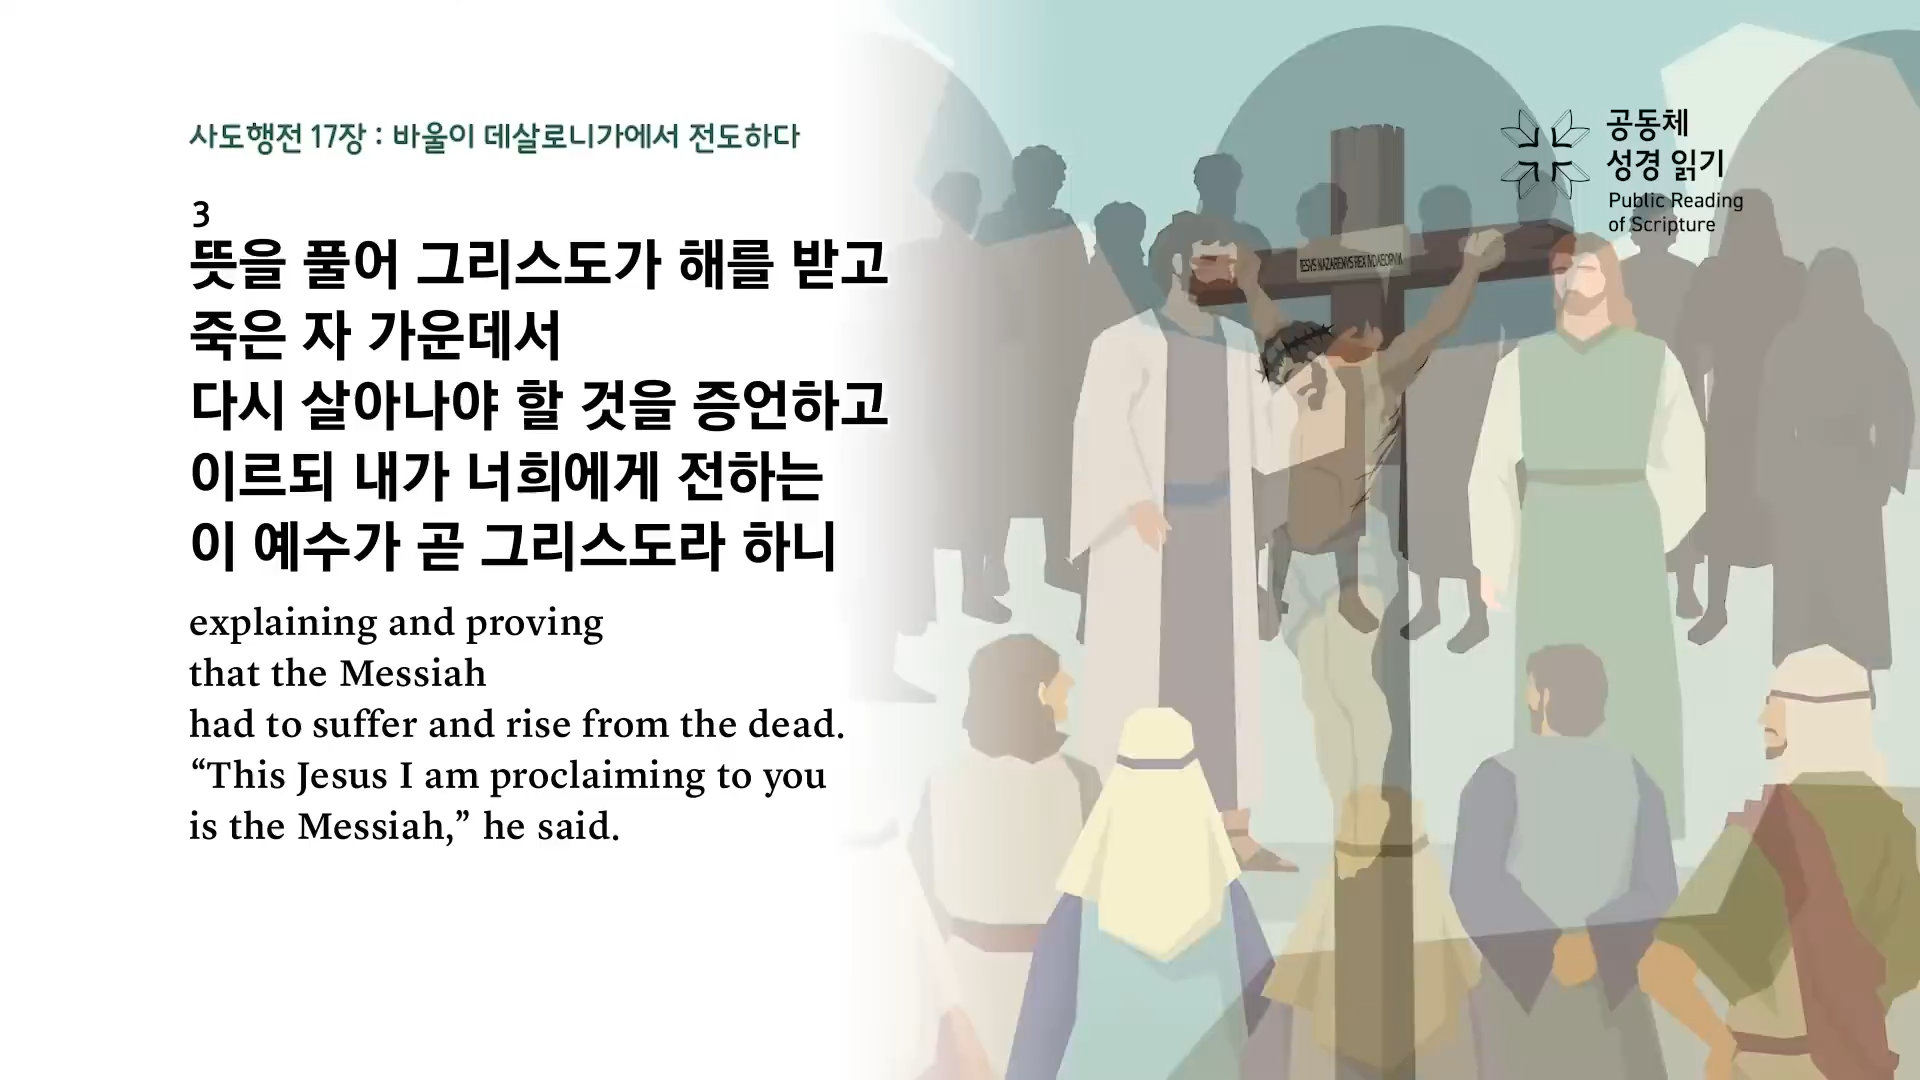 사도행전 17장 : 바울이 데살로니가에서 전도하다
3
뜻을 풀어 그리스도가 해를 받고
죽은 자 가운데서
다시 살아나야 할 것을 증언하고
이르되 내가 너희에게 전하는
이 예수가 곧 그리스도라 하니
explaining and proving
that the Messiah
had to suffer and rise from the dead.
“This Jesus I am proclaiming to you
is the Messiah,” he said.
공동체
성경 읽기
Public Reading
of Scripture
IESVS NAZARENVS REX IVDAEORVM